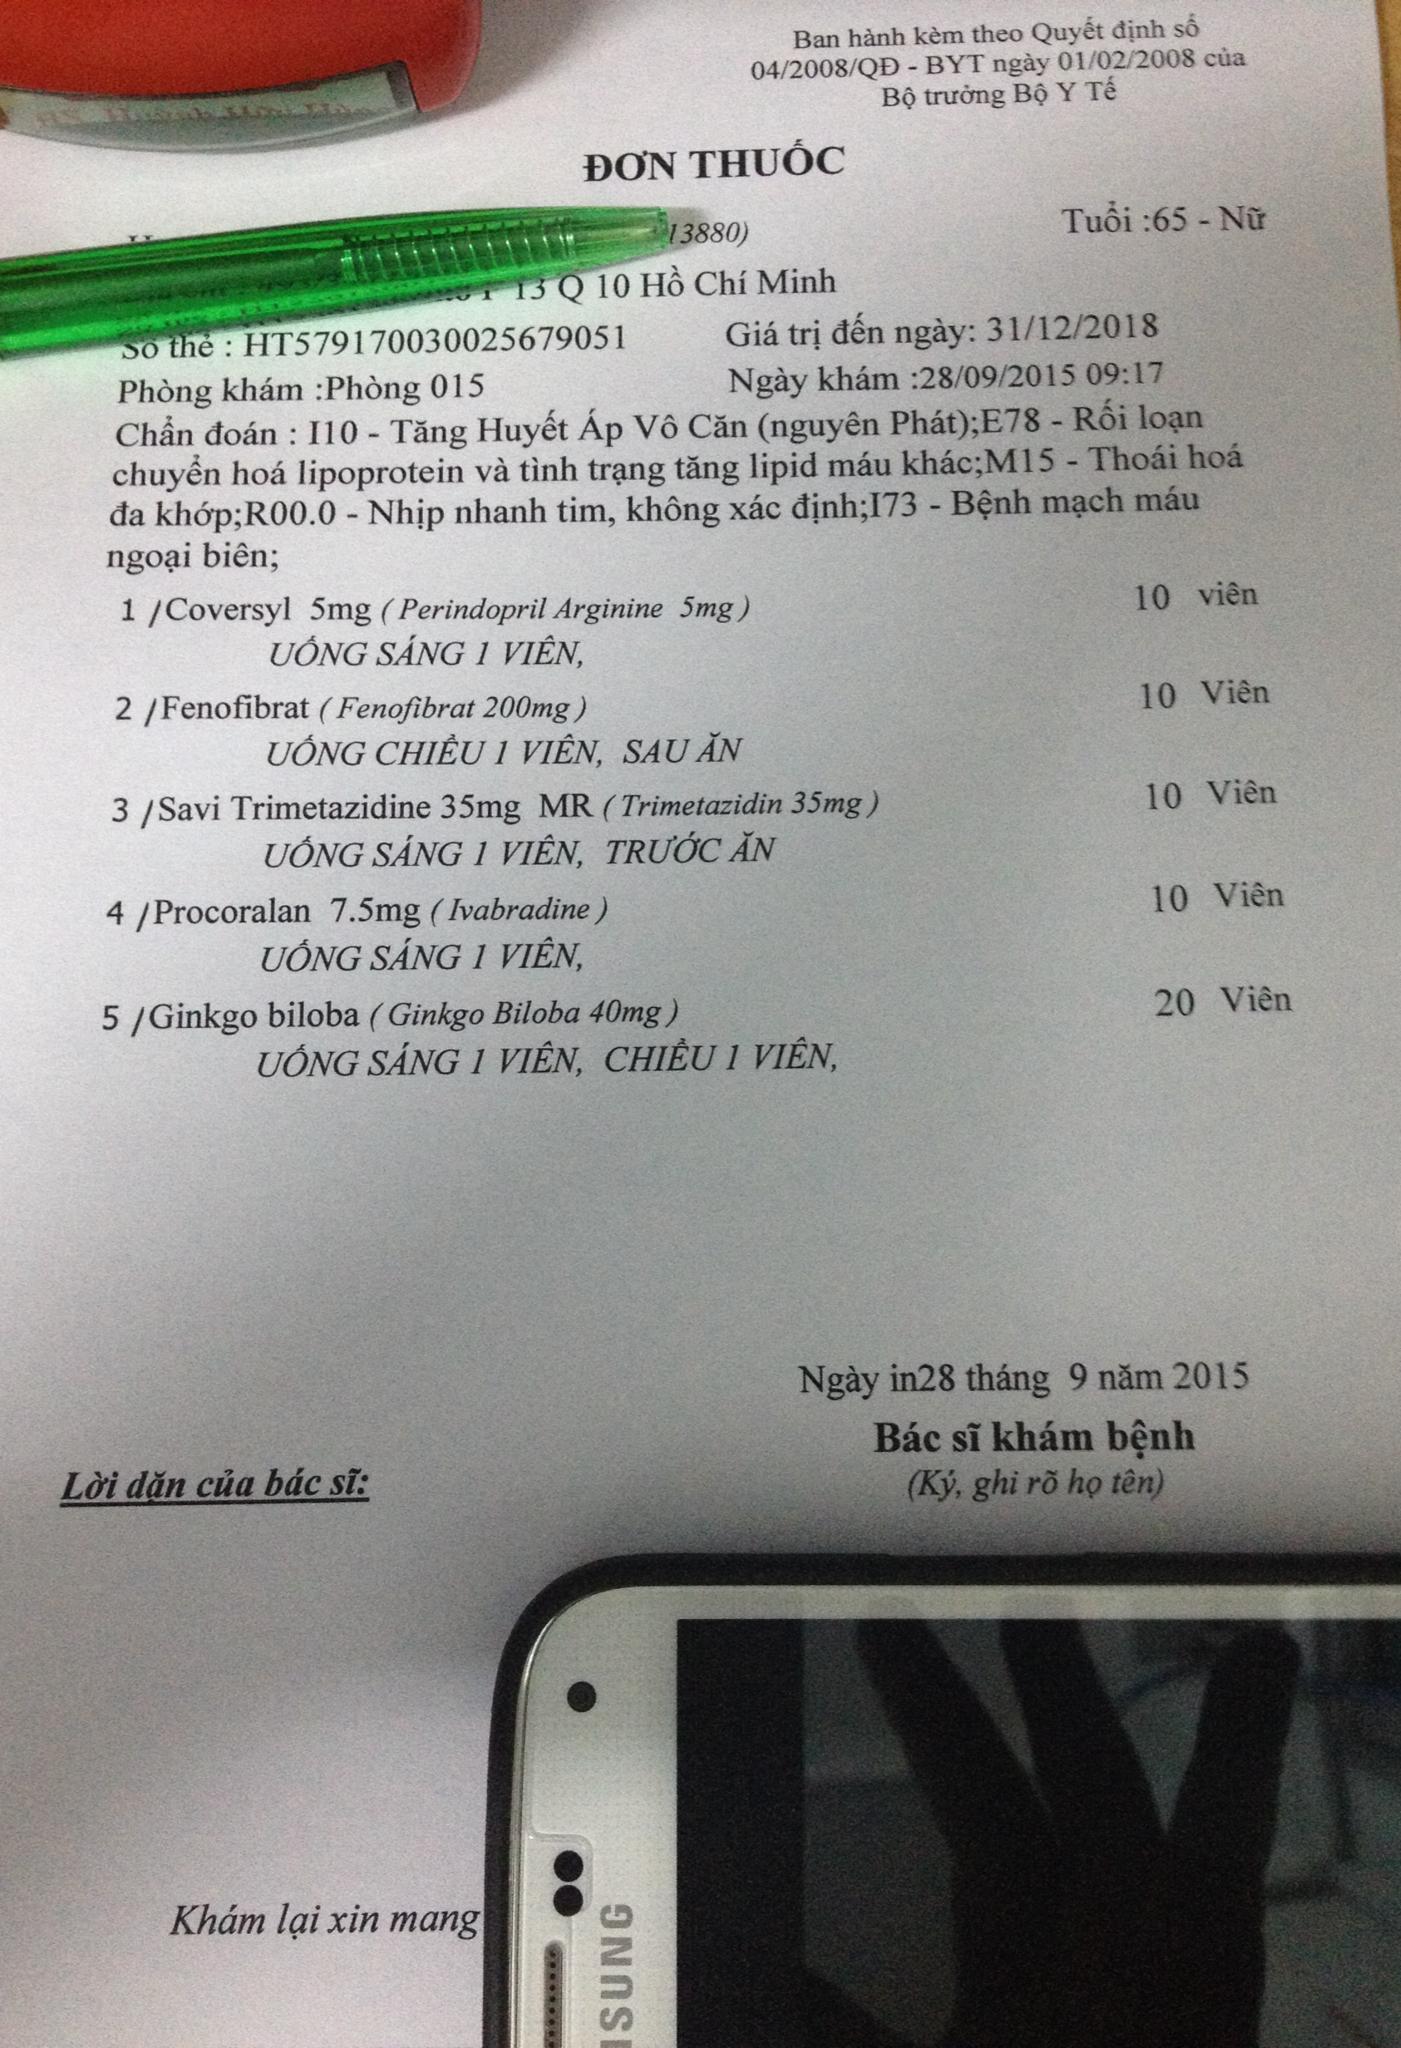 Ban hành kèm theo Quyết định số
04/2008/QĐ - BYT ngày 01/02/2008 của
Bộ trưởng Bộ Y Tế
ĐƠN THUỐC
13880)
Tuổi :65 - Nữ
13 Q 10 Hồ Chí Minh
Số thẻ : HT579170030025679051 Giá trị đến ngày: 31/12/2018
Phòng khám :Phòng 015 Ngày khám :28/09/2015 09:17
Chẩn đoán : I10 - Tăng Huyết Áp Vô Căn (nguyên Phát);E78 - Rối loạn
chuyển hoá lipoprotein và tình trạng tăng lipid máu khác;M15 - Thoái hoá
đa khớp;R00.0 - Nhịp nhanh tim, không xác định;I73 - Bệnh mạch máu
ngoại biên;
1 /Coversyl 5mg ( Perindopril Arginine 5mg ) 10 viên
UỐNG SÁNG 1 VIÊN,
2 /Fenofibrat ( Fenofibrat 200mg ) 10 Viên
UỐNG CHIỀU 1 VIÊN, SAU ĂN
3 /Savi Trimetazidine 35mg MR ( Trimetazidin 35mg ) 10 Viên
UỐNG SÁNG 1 VIÊN, TRƯỚC ĂN
4 /Procoralan 7.5mg ( Ivabradine ) 10 Viên
UỐNG SÁNG 1 VIÊN,
5 /Ginkgo biloba ( Ginkgo Biloba 40mg ) 20 Viên
UỐNG SÁNG 1 VIÊN, CHIỀU 1 VIÊN,
Ngày in28 tháng 9 năm 2015
Bác sĩ khám bệnh
(Ký, ghi rõ họ tên)
Lời dặn của bác sĩ:
Khám lại xin mang
SUNG